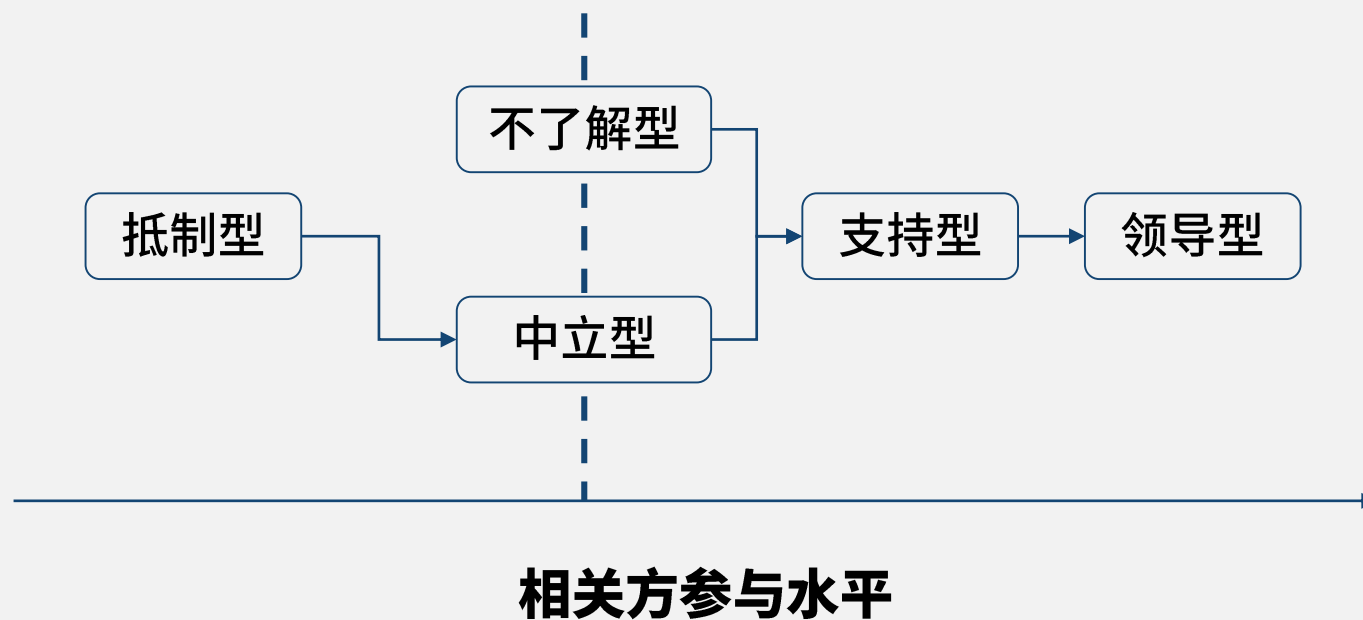 不了解型
抵制型
支持型
领导型
中立型
相关方参与水平